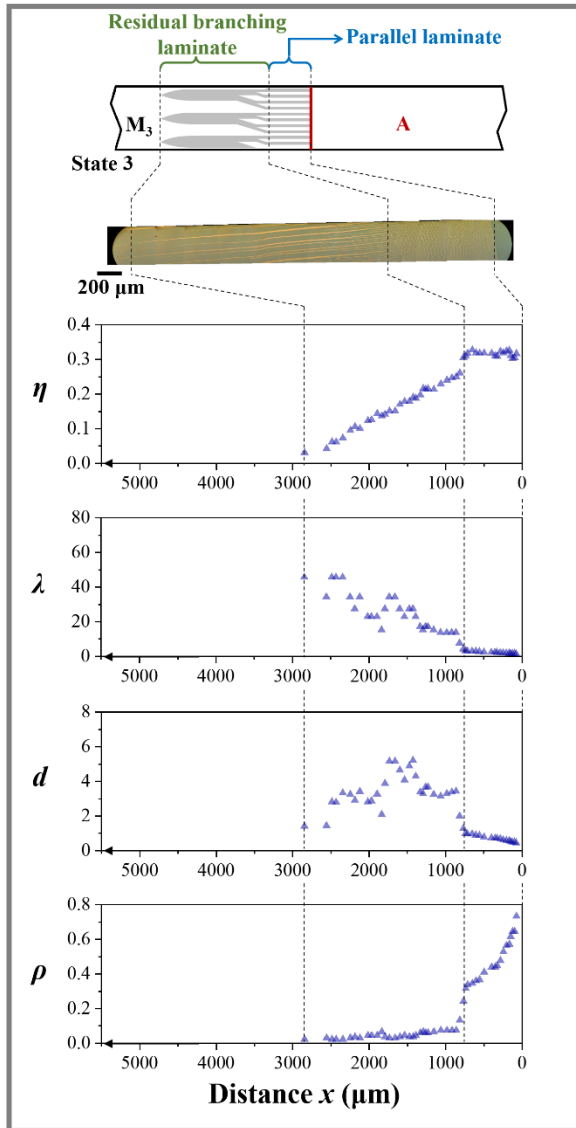 Residual branching
laminate
Parallel laminate
M₃
A
State 3
200 μm
η
0.4
0.3
0.2
0.1
0.0
5000 4000 3000 2000 1000 0
λ
80
60
40
20
0
5000 4000 3000 2000 1000 0
d
8
6
4
2
0
5000 4000 3000 2000 1000 0
ρ
0.8
0.6
0.4
0.2
0.0
5000 4000 3000 2000 1000 0
Distance x (μm)